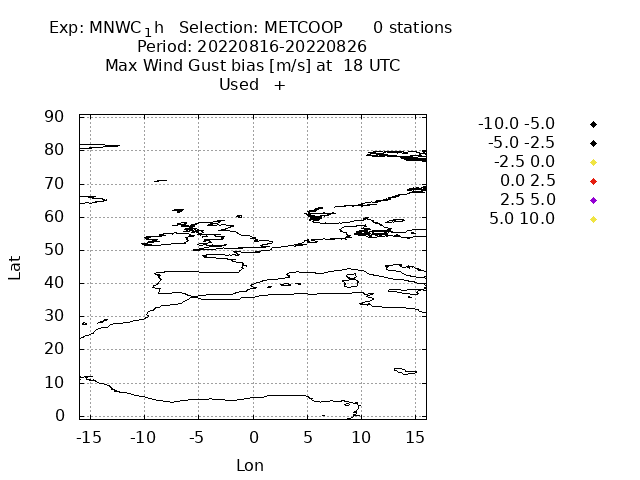 Exp: MNWC_1h   Selection: METCOOP      0 stations
Period: 20220816-20220826
Max Wind Gust bias [m/s] at  18 UTC
Used   +
90
80
70
60
50
40
30
20
10
0
Lat
-15 -10 -5 0 5 10 15
Lon
-10.0 -5.0
-5.0 -2.5
-2.5 0.0
0.0 2.5
2.5 5.0
5.0 10.0